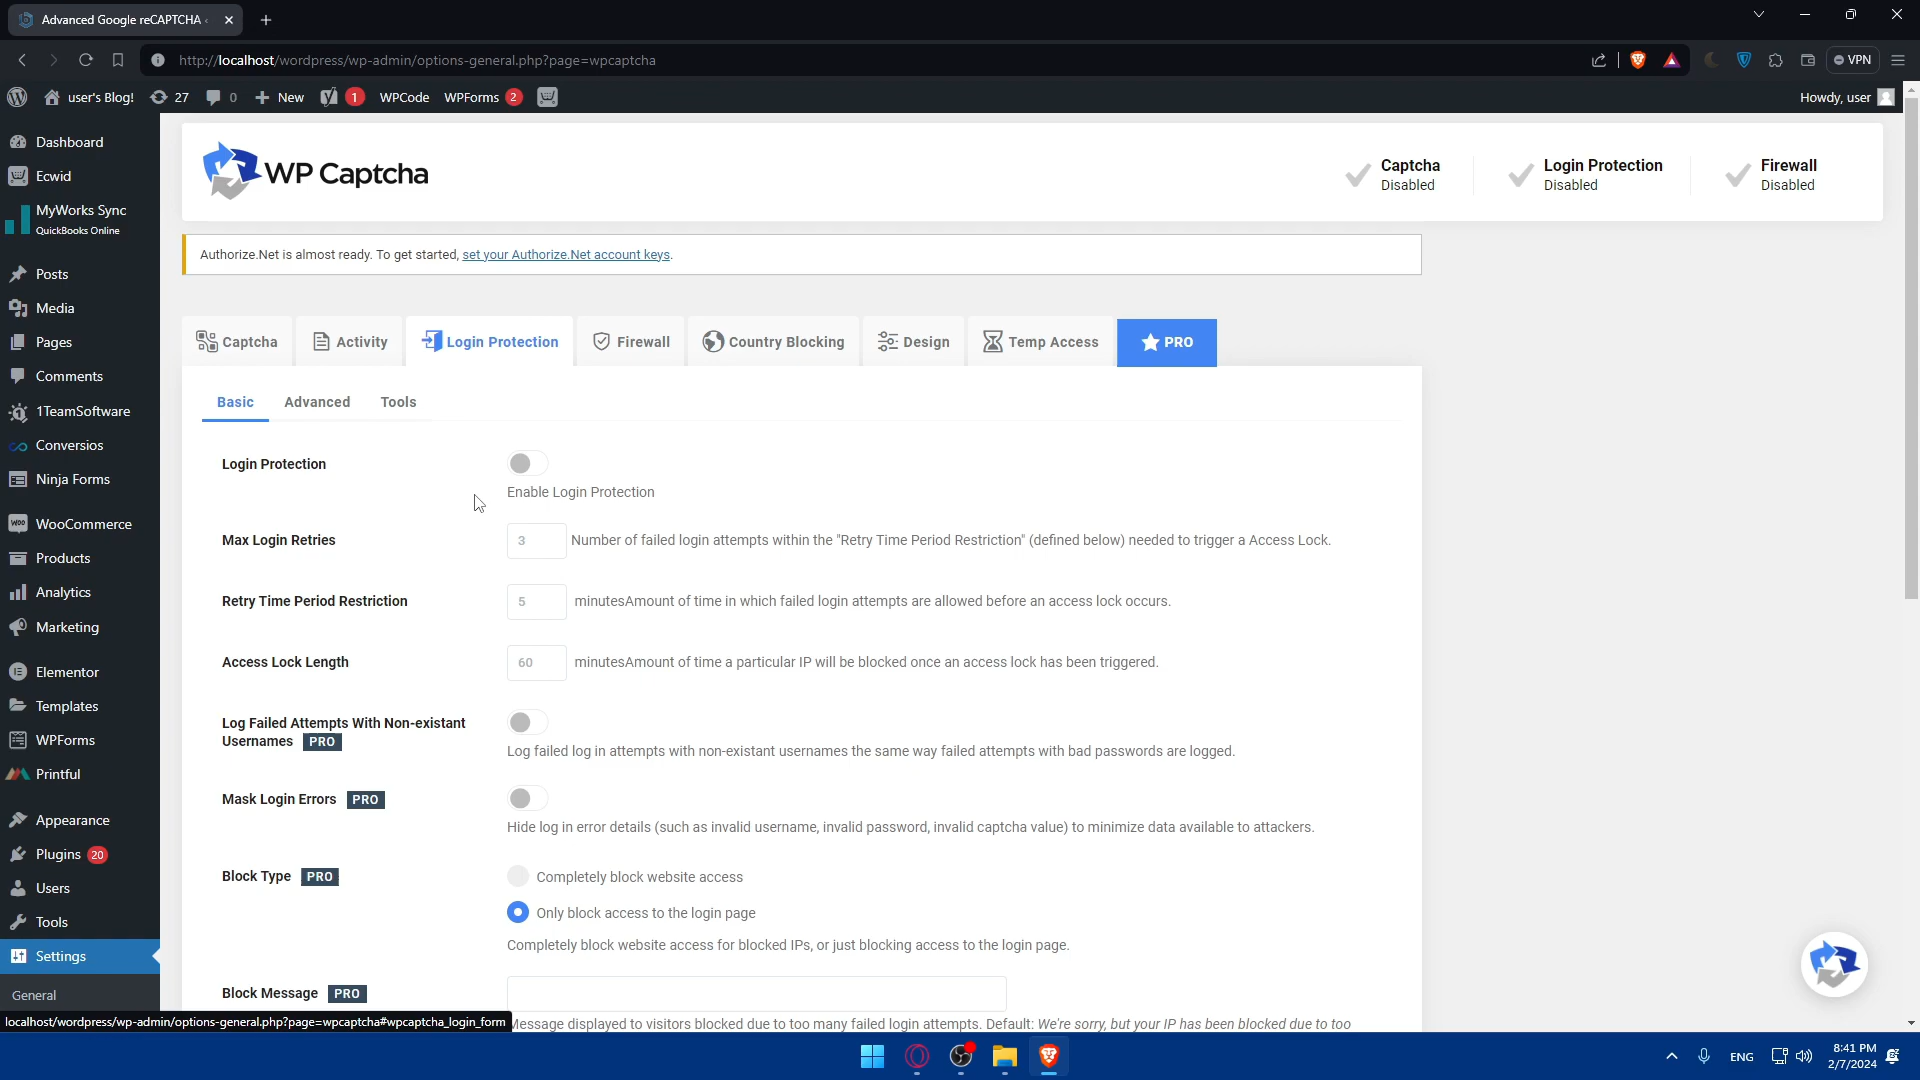 Advanced Google reCAPTCHA
http://localhost/wordpress/wp-admin/options-general.php?page=wpcaptcha
VPN
user's Blog!
27
0
New
1
WPCode
WPForms 2
Howdy, user
Dashboard
Ecwid
MyWorks Sync
QuickBooks Online
Posts
Media
Pages
Comments
1TeamSoftware
Conversios
Ninja Forms
WooCommerce
Products
Analytics
Marketing
Elementor
Templates
WPForms
Printful
Appearance
Plugins 20
Users
Tools
Settings
General
WP Captcha
Captcha
Disabled
Login Protection
Disabled
Firewall
Disabled
Authorize.Net is almost ready. To get started, set your Authorize.Net account keys.
Captcha
Activity
Login Protection
Firewall
Country Blocking
Design
Temp Access
PRO
Basic
Advanced
Tools
Login Protection
Enable Login Protection
Max Login Retries
3 Number of failed login attempts within the "Retry Time Period Restriction" (defined below) needed to trigger a Access Lock.
Retry Time Period Restriction
5 minutesAmount of time in which failed login attempts are allowed before an access lock occurs.
Access Lock Length
60 minutesAmount of time a particular IP will be blocked once an access lock has been triggered.
Log Failed Attempts With Non-existant
Usernames PRO
Log failed log in attempts with non-existant usernames the same way failed attempts with bad passwords are logged.
Mask Login Errors PRO
Hide log in error details (such as invalid username, invalid password, invalid captcha value) to minimize data available to attackers.
Block Type PRO
Completely block website access
Only block access to the login page
Completely block website access for blocked IPs, or just blocking access to the login page.
Block Message PRO
Message displayed to visitors blocked due to too many failed login attempts. Default: We're sorry, but your IP has been blocked due to too
localhost/wordpress/wp-admin/options-general.php?page=wpcaptcha#wpcaptcha_login_form
ENG
8:41 PM
2/7/2024